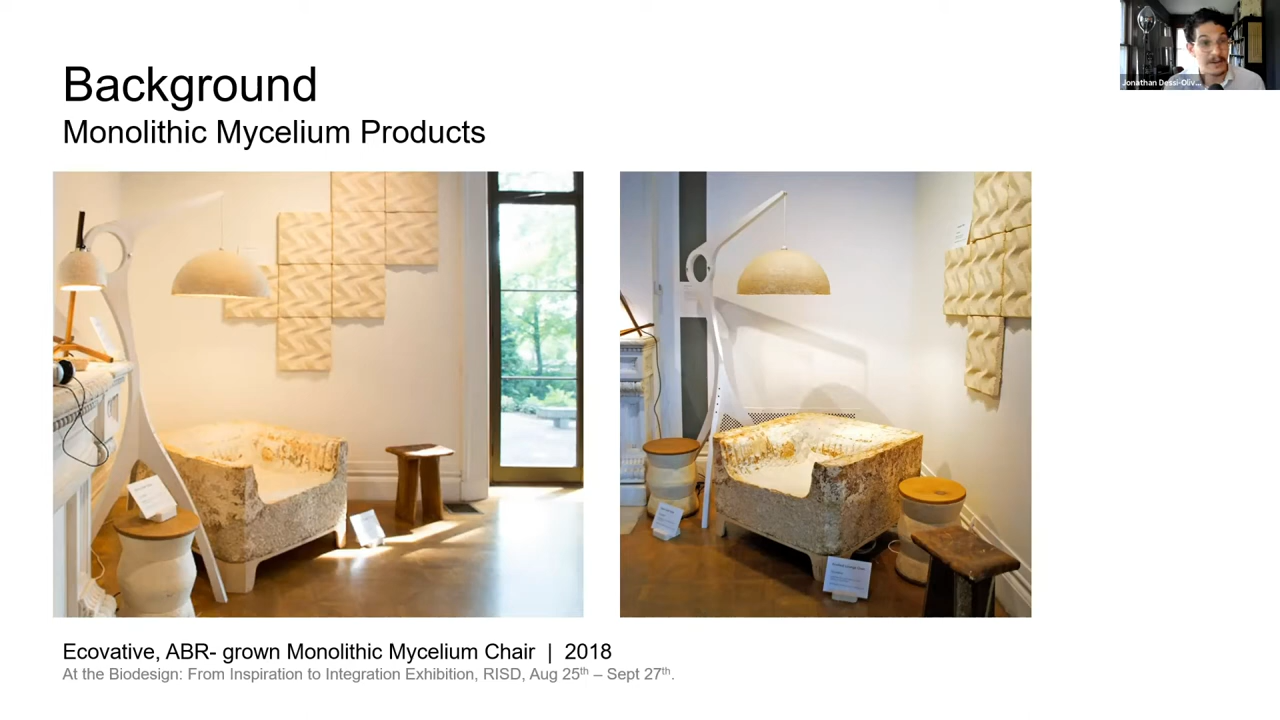 Background
Monolithic Mycelium Products
Jonathan Dessi-Oliv...
Ecovative, ABR- grown Monolithic Mycelium Chair | 2018
At the Biodesign: From Inspiration to Integration Exhibition, RISD, Aug 25th – Sept 27th.